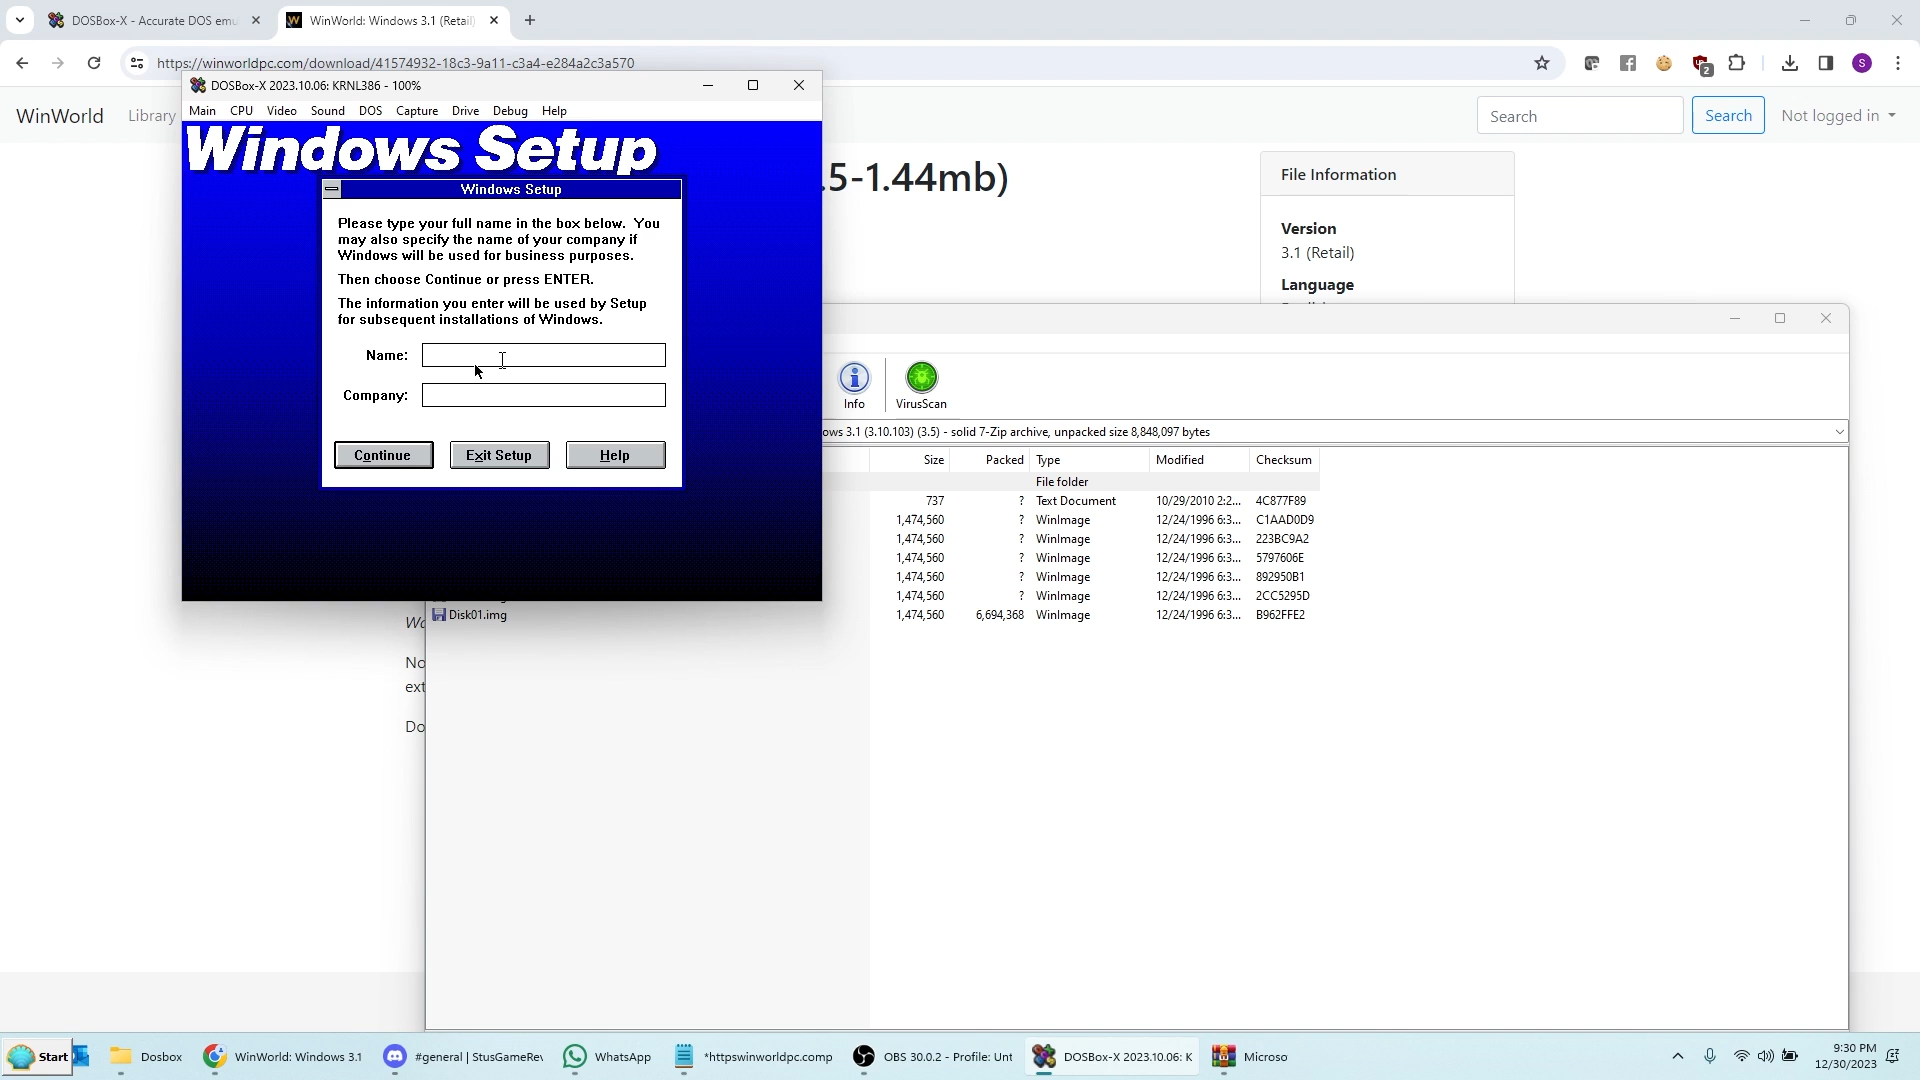 DOSBox-X - Accurate DOS emu
WinWorld: Windows 3.1 (Retail)
https://winworldpc.com/download/41574932-18c3-9a11-c3a4-e284a2c3a570
2
S
DOSBox-X 2023.10.06: KRNL386 - 100%
Main CPU Video Sound DOS Capture Drive Debug Help
WinWorld
Library
Search
Search
Not logged in
Windows Setup
.5-1.44mb)
File Information
Version
3.1 (Retail)
Language
Windows Setup
Please type your full name in the box below. You
may also specify the name of your company if
Windows will be used for business purposes.
Then choose Continue or press ENTER.
The information you enter will be used by Setup
for subsequent installations of Windows.
Name:
Company:
Continue
Exit Setup
Help
Info
VirusScan
ows 3.1 (3.10.103) (3.5) - solid 7-Zip archive, unpacked size 8,848,097 bytes
Size Packed Type Modified Checksum
File folder
737 ? Text Document 10/29/2010 2:2... 4C877F89
1,474,560 ? WinImage 12/24/1996 6:3... C1AAD0D9
1,474,560 ? WinImage 12/24/1996 6:3... 223BC9A2
1,474,560 ? WinImage 12/24/1996 6:3... 5797606E
1,474,560 ? WinImage 12/24/1996 6:3... 892950B1
1,474,560 ? WinImage 12/24/1996 6:3... 2CC5295D
Disk01.img 1,474,560 6,694,368 WinImage 12/24/1996 6:3... B962FFE2
No
ext
Do
Start
Dosbox
WinWorld: Windows 3.1
#general | StusGameRev
WhatsApp
*httpswinworldpc.comp
OBS 30.0.2 - Profile: Unt
DOSBox-X 2023.10.06: K
Microso
9:30 PM
12/30/2023